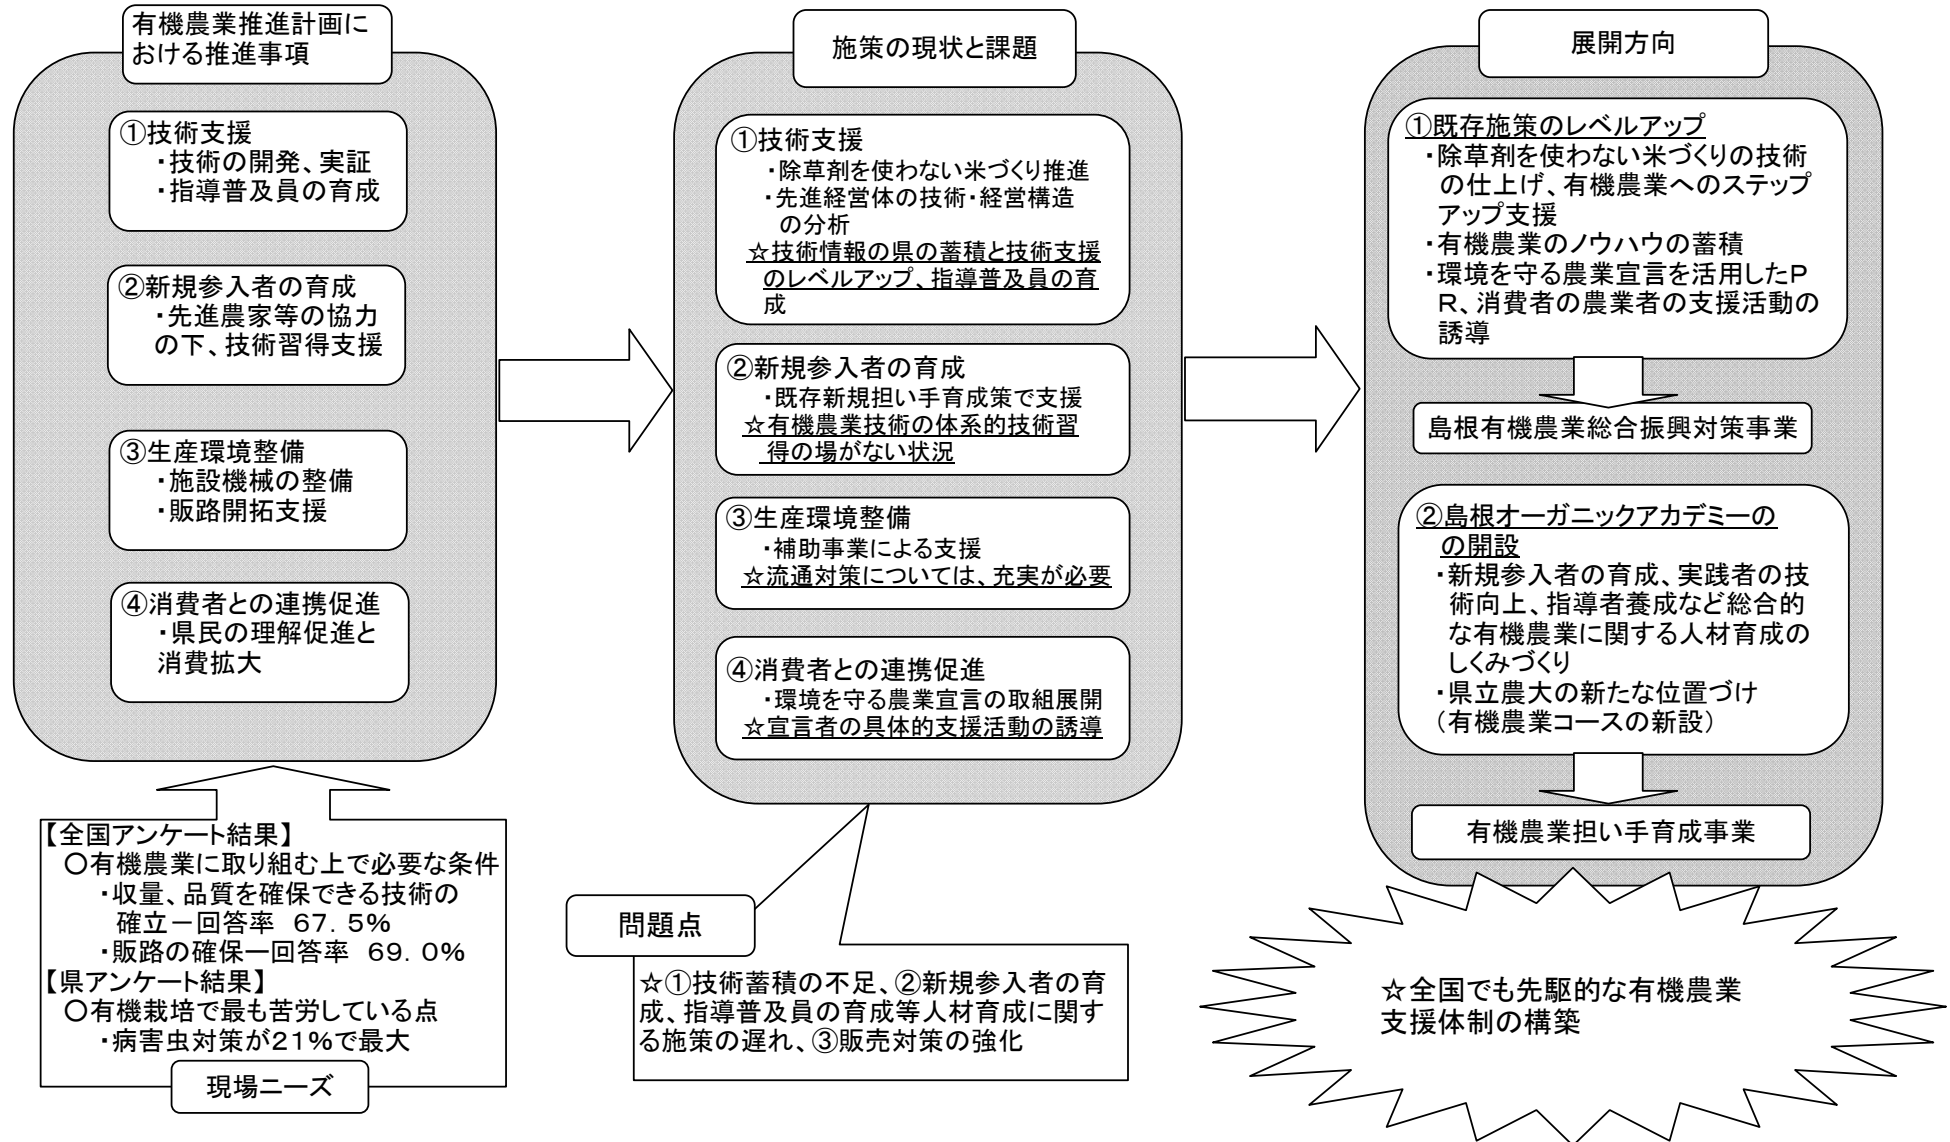 有機農業推進計画に
おける推進事項
①技術支援
・技術の開発、実証
・指導普及員の育成
②新規参入者の育成
・先進農家等の協力
の下、技術習得支援
③生産環境整備
・施設機械の整備
・販路開拓支援
④消費者との連携促進
・県民の理解促進と
消費拡大
【全国アンケート結果】
○有機農業に取り組む上で必要な条件
・収量、品質を確保できる技術の
確立－回答率 67.5%
・販路の確保－回答率 69.0%
【県アンケート結果】
○有機栽培で最も苦労している点
・病害虫対策が21%で最大
現場ニーズ
施策の現状と課題
①技術支援
・除草剤を使わない米づくり推進
・先進経営体の技術・経営構造
の分析
☆技術情報の県の蓄積と技術支援
のレベルアップ、指導普及員の育
成
②新規参入者の育成
・既存新規担い手育成策で支援
☆有機農業技術の体系的技術習
得の場がない状況
③生産環境整備
・補助事業による支援
☆流通対策については、充実が必要
④消費者との連携促進
・環境を守る農業宣言の取組展開
☆宣言者の具体的支援活動の誘導
問題点
☆①技術蓄積の不足、②新規参入者の育
成、指導普及員の育成等人材育成に関す
る施策の遅れ、③販売対策の強化
展開方向
①既存施策のレベルアップ
・除草剤を使わない米づくりの技術
の仕上げ、有機農業へのステップ
アップ支援
・有機農業のノウハウの蓄積
・環境を守る農業宣言を活用したP
R、消費者の農業者の支援活動の
誘導
島根有機農業総合振興対策事業
②島根オーガニックアカデミーの
の開設
・新規参入者の育成、実践者の技
術向上、指導者養成など総合的
な有機農業に関する人材育成の
しくみづくり
・県立農大の新たな位置づけ
（有機農業コースの新設）
有機農業担い手育成事業
☆全国でも先駆的な有機農業
支援体制の構築